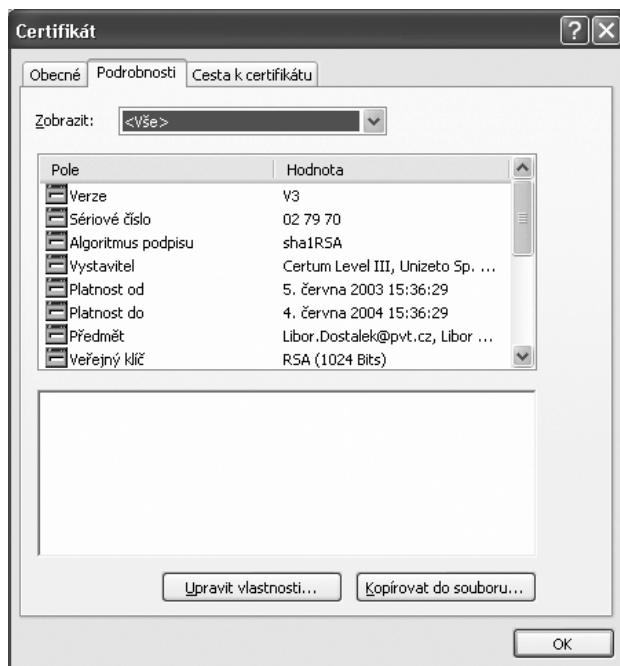 Certifikát
Obecné Podrobnosti Cesta k certifikátu
Zobrazit: <Vše>
Pole Hodnota
Verze V3
Sériové číslo 02 79 70
Algoritmus podpisu sha1RSA
Vystavitel Certum Level III, Unizeto Sp. ...
Platnost od 5. června 2003 15:36:29
Platnost do 4. června 2004 15:36:29
Předmět Libor.Dostalek@pvt.cz, Libor ...
Veřejný klíč RSA (1024 Bits)
Upravit vlastnosti... Kopírovat do souboru...
OK